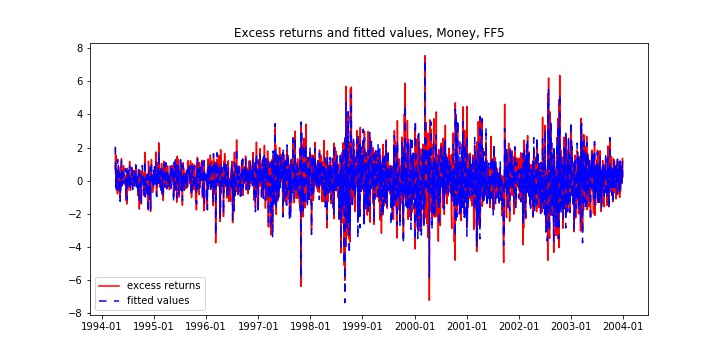 Excess returns and fitted values, Money, FF5
8
6
4
2
0
−2
−4
−6
−8
excess returns
fitted values
1994-01 1995-01 1996-01 1997-01 1998-01 1999-01 2000-01 2001-01 2002-01 2003-01 2004-01